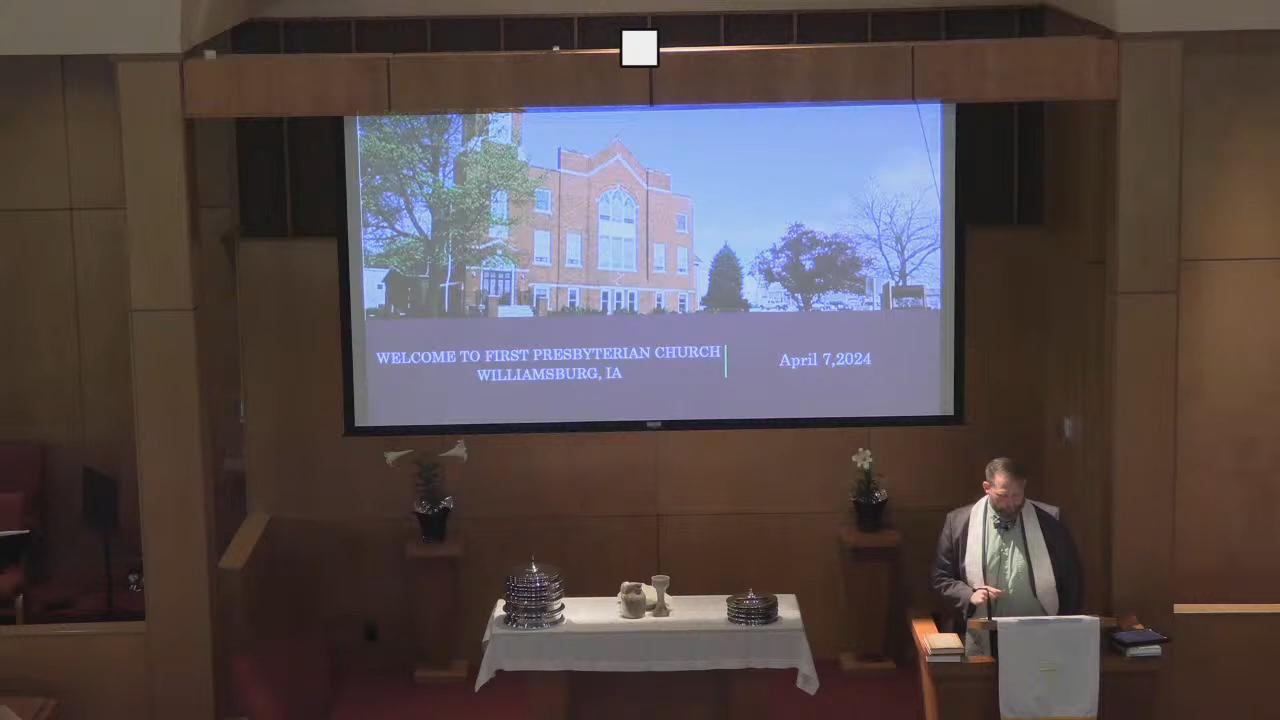 WELCOME TO FIRST PRESBYTERIAN CHURCH
WILLIAMSBURG, IA
April 7,2024